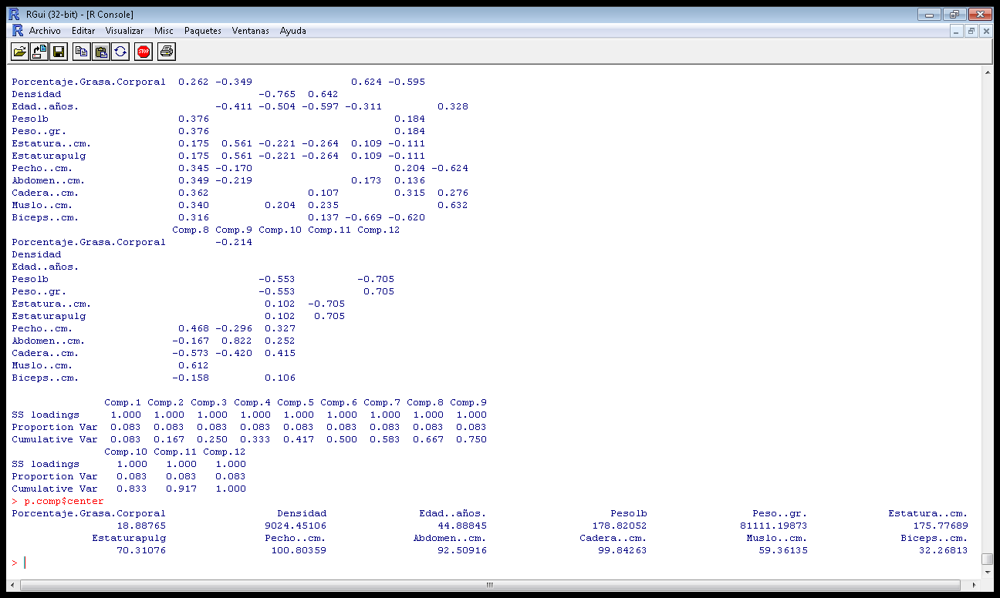 RGui (32-bit) - [R Console]
Archivo Editar Visualizar Misc Paquetes Ventanas Ayuda
STOP
Porcentaje.Grasa.Corporal 0.262 -0.349 0.624 -0.595
Densidad -0.765 0.642
Edad..años. -0.411 -0.504 -0.597 -0.311 0.328
Pesolb 0.376 0.184
Peso..gr. 0.376 0.184
Estatura..cm. 0.175 0.561 -0.221 -0.264 0.109 -0.111
Estaturapulg 0.175 0.561 -0.221 -0.264 0.109 -0.111
Pecho..cm. 0.345 -0.170 0.204 -0.624
Abdomen..cm. 0.349 -0.219 0.173 0.136
Cadera..cm. 0.362 0.107 0.315 0.276
Muslo..cm. 0.340 0.204 0.235 0.632
Biceps..cm. 0.316 0.137 -0.669 -0.620
Comp.8 Comp.9 Comp.10 Comp.11 Comp.12
Porcentaje.Grasa.Corporal -0.214
Densidad
Edad..años.
Pesolb -0.553 -0.705
Peso..gr. -0.553 0.705
Estatura..cm. 0.102 -0.705
Estaturapulg 0.102 0.705
Pecho..cm. 0.468 -0.296 0.327
Abdomen..cm. -0.167 0.822 0.252
Cadera..cm. -0.573 -0.420 0.415
Muslo..cm. 0.612
Biceps..cm. -0.158 0.106
Comp.1 Comp.2 Comp.3 Comp.4 Comp.5 Comp.6 Comp.7 Comp.8 Comp.9
SS loadings 1.000 1.000 1.000 1.000 1.000 1.000 1.000 1.000 1.000
Proportion Var 0.083 0.083 0.083 0.083 0.083 0.083 0.083 0.083 0.083
Cumulative Var 0.083 0.167 0.250 0.333 0.417 0.500 0.583 0.667 0.750
Comp.10 Comp.11 Comp.12
SS loadings 1.000 1.000 1.000
Proportion Var 0.083 0.083 0.083
Cumulative Var 0.833 0.917 1.000
> p.comp$center
Porcentaje.Grasa.Corporal Densidad Edad..años. Pesolb Peso..gr. Estatura..cm.
18.88765 9024.45106 44.88845 178.82052 81111.19873 175.77689
Estaturapulg Pecho..cm. Abdomen..cm. Cadera..cm. Muslo..cm. Biceps..cm.
70.31076 100.80359 92.50916 99.84263 59.36135 32.26813
>